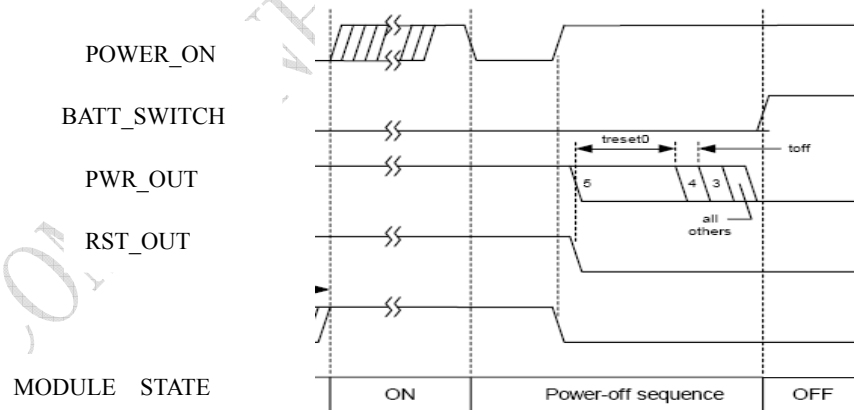 POWER_ON
BATT_SWITCH
treset0
toff
PWR_OUT
5 4 3
all
others
RST_OUT
MODULE STATE ON Power-off sequence OFF